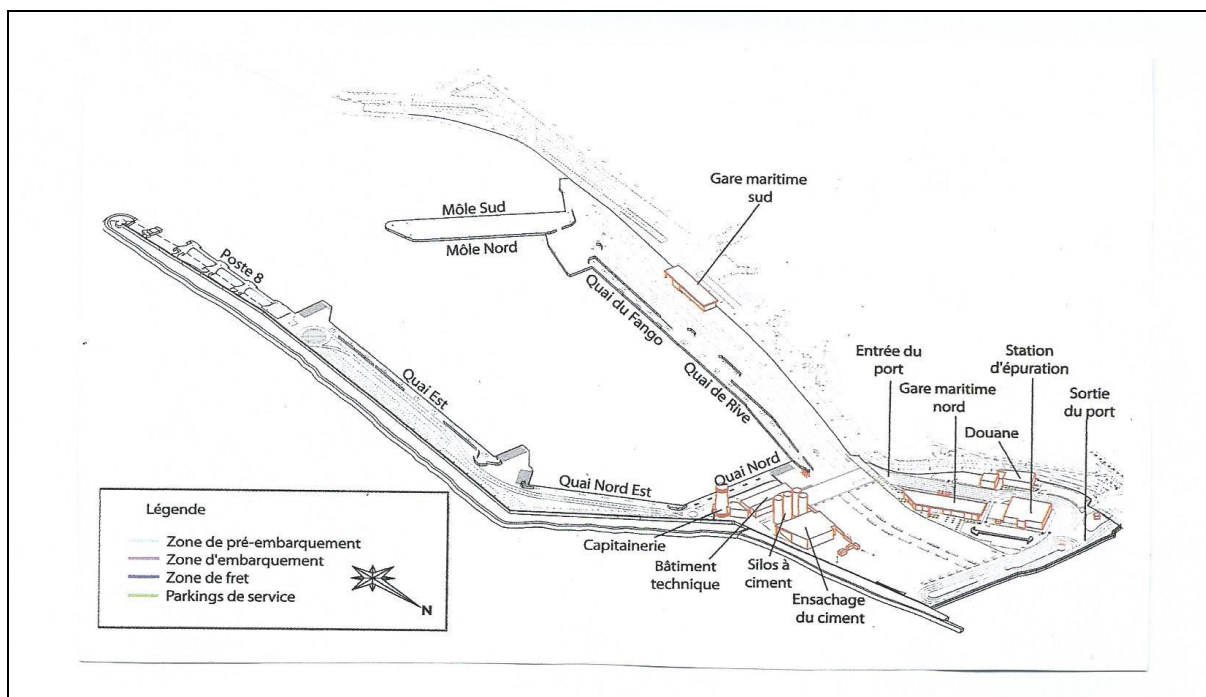 Gare maritime
sud
Môle Sud
Môle Nord
Poste 8
Quai du Fango
Quai Est
Quai de Rive
Entrée du
port
Station
d'épuration
Gare maritime
nord
Sortie
du port
Douane
Quai Nord
Quai Nord Est
Capitainerie
Bâtiment
technique
Silos à
ciment
Ensachage
du ciment
Légende
Zone de pré-embarquement
Zone d'embarquement
Zone de fret
Parkings de service
N